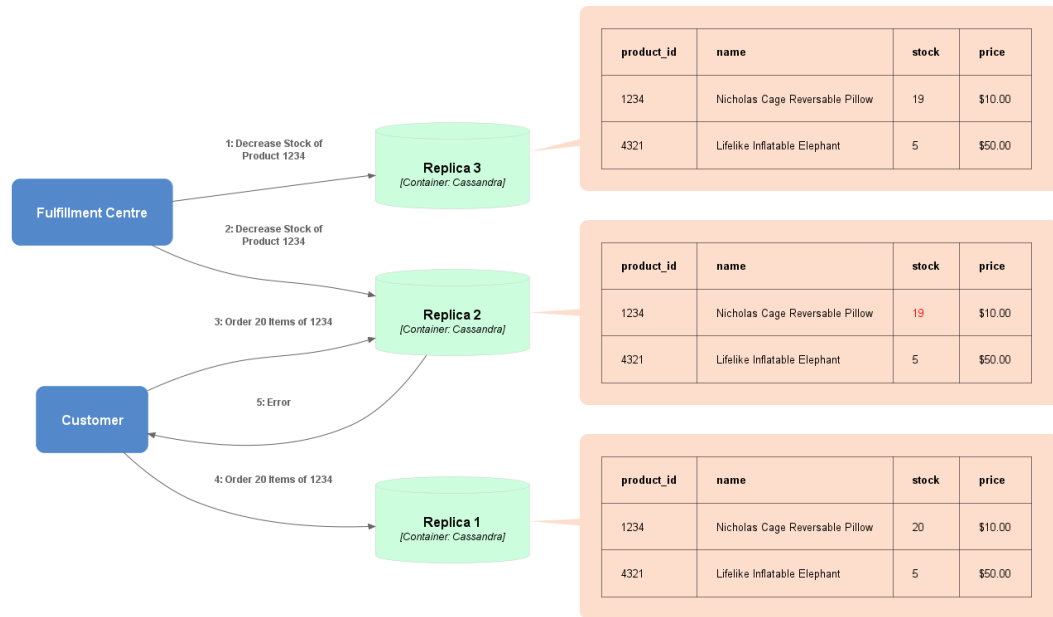 product_id name stock price
1234 Nicholas Cage Reversable Pillow 19 $10.00
4321 Lifelike Inflatable Elephant 5 $50.00
1: Decrease Stock of
Product 1234
Replica 3
[Container: Cassandra]
Fulfillment Centre
2: Decrease Stock of
Product 1234
product_id name stock price
1234 Nicholas Cage Reversable Pillow 19 $10.00
4321 Lifelike Inflatable Elephant 5 $50.00
3: Order 20 Items of 1234
Replica 2
[Container: Cassandra]
5: Error
Customer
4: Order 20 Items of 1234
Replica 1
[Container: Cassandra]
product_id name stock price
1234 Nicholas Cage Reversable Pillow 20 $10.00
4321 Lifelike Inflatable Elephant 5 $50.00